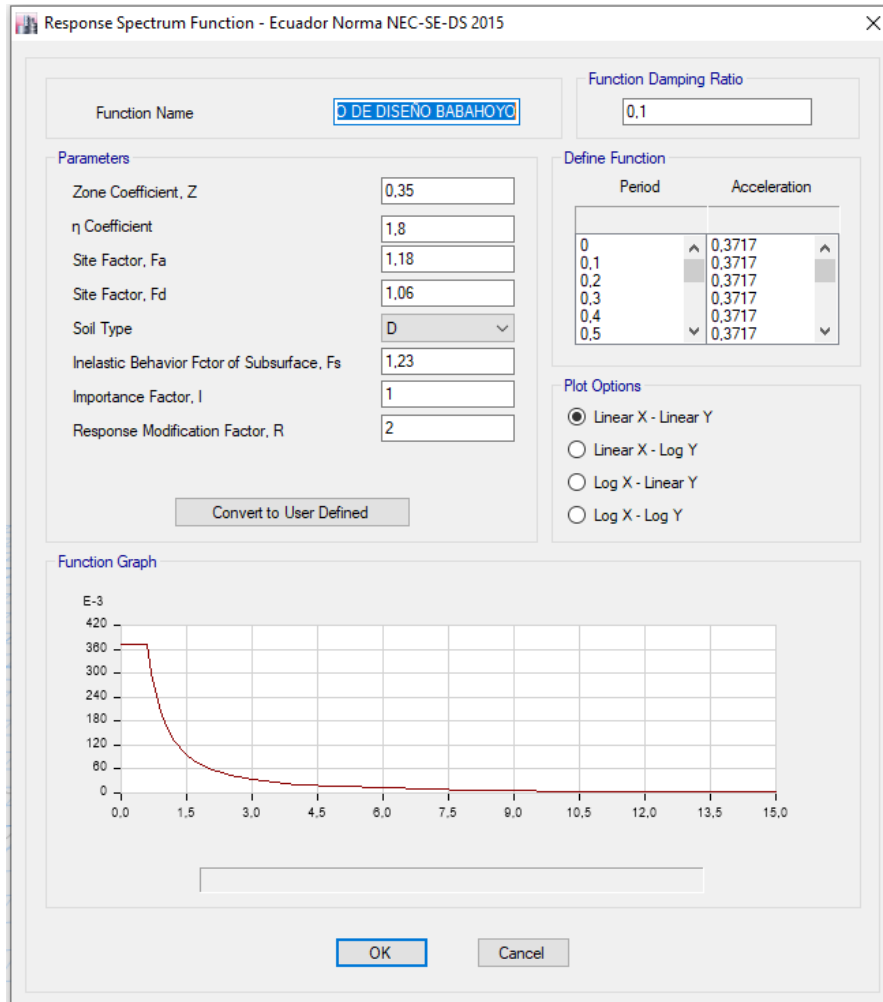 Response Spectrum Function - Ecuador Norma NEC-SE-DS 2015
Function Name
O DE DISEÑO BABAHOYO
Function Damping Ratio
0,1
Parameters
Zone Coefficient, Z
0,35
η Coefficient
1,8
Site Factor, Fa
1,18
Site Factor, Fd
1,06
Soil Type
D
Inelastic Behavior Fctor of Subsurface, Fs
1,23
Importance Factor, I
1
Response Modification Factor, R
2
Convert to User Defined
Define Function
Period Acceleration
0 0,3717
0,1 0,3717
0,2 0,3717
0,3 0,3717
0,4 0,3717
0,5 0,3717
Plot Options
Linear X - Linear Y
Linear X - Log Y
Log X - Linear Y
Log X - Log Y
Function Graph
E-3
420
360
300
240
180
120
60
0
0,0 1,5 3,0 4,5 6,0 7,5 9,0 10,5 12,0 13,5 15,0
OK Cancel